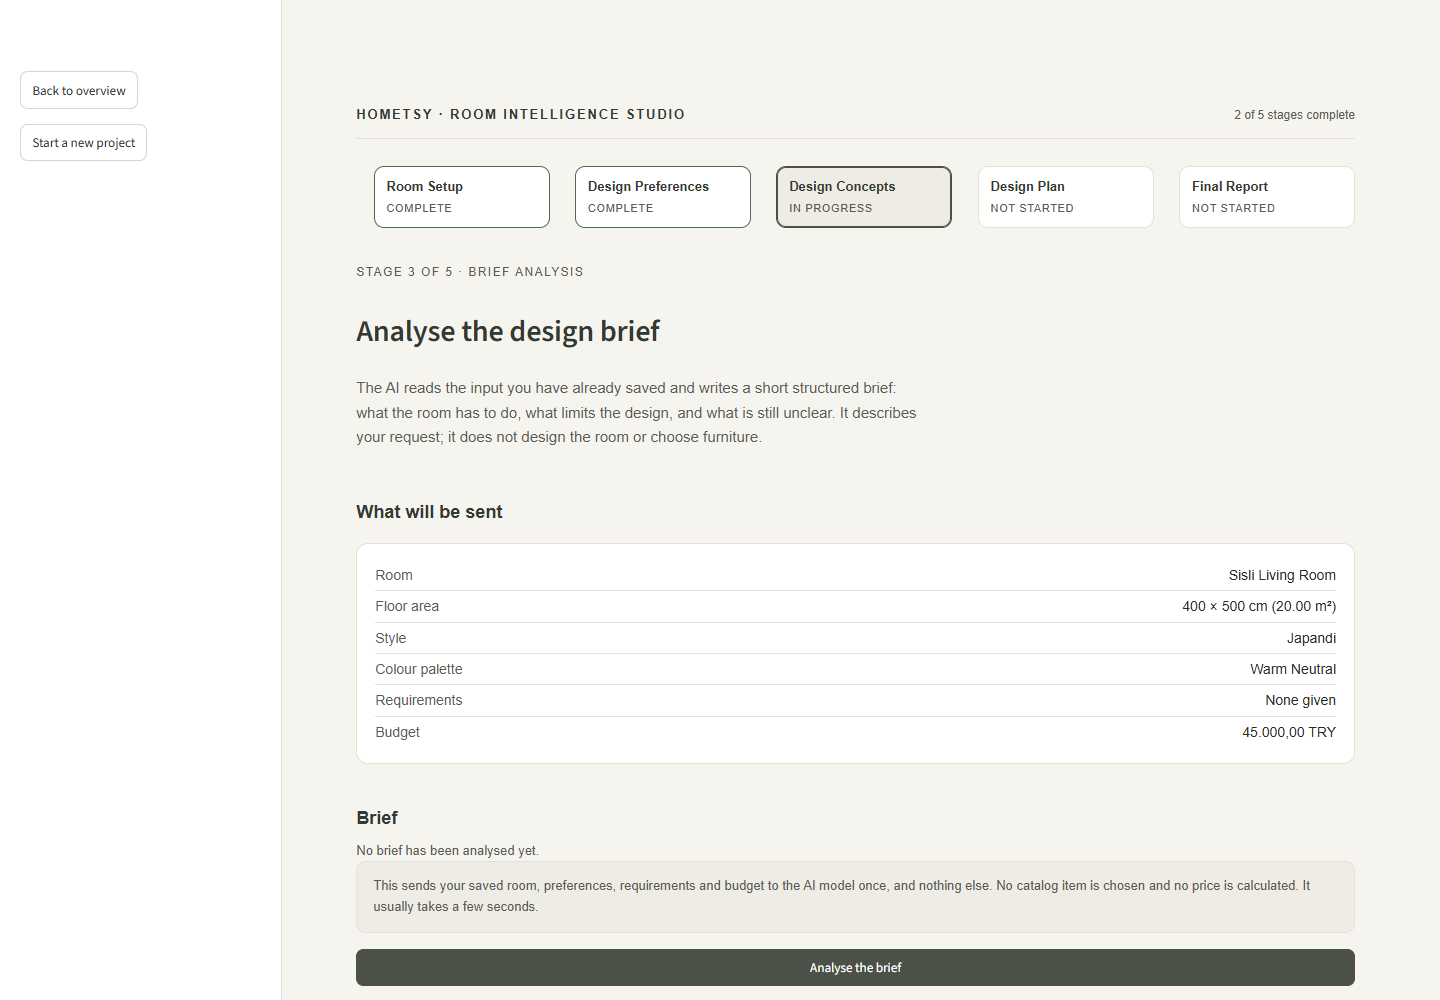 Back to overview
Start a new project
HOMETSY · ROOM INTELLIGENCE STUDIO
2 of 5 stages complete
Room Setup
COMPLETE
Design Preferences
COMPLETE
Design Concepts
IN PROGRESS
Design Plan
NOT STARTED
Final Report
NOT STARTED
STAGE 3 OF 5 · BRIEF ANALYSIS
Analyse the design brief
The AI reads the input you have already saved and writes a short structured brief:
what the room has to do, what limits the design, and what is still unclear. It describes
your request; it does not design the room or choose furniture.
What will be sent
Room Sisli Living Room
Floor area 400 × 500 cm (20.00 m²)
Style Japandi
Colour palette Warm Neutral
Requirements None given
Budget 45.000,00 TRY
Brief
No brief has been analysed yet.
This sends your saved room, preferences, requirements and budget to the AI model once, and nothing else. No catalog item is chosen and no price is calculated. It
usually takes a few seconds.
Analyse the brief